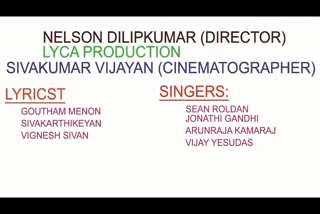 NELSON DILIPKUMAR (DIRECTOR)
LYCA PRODUCTION
SIVAKUMAR VIJAYAN (CINEMATOGRAPHER)
LYRICST
GOUTHAM MENON
SIVAKARTHIKEYAN
VIGNESH SIVAN
SINGERS:
SEAN ROLDAN
JONATHI GANDHI
ARUNRAJA KAMARAJ
VIJAY YESUDAS